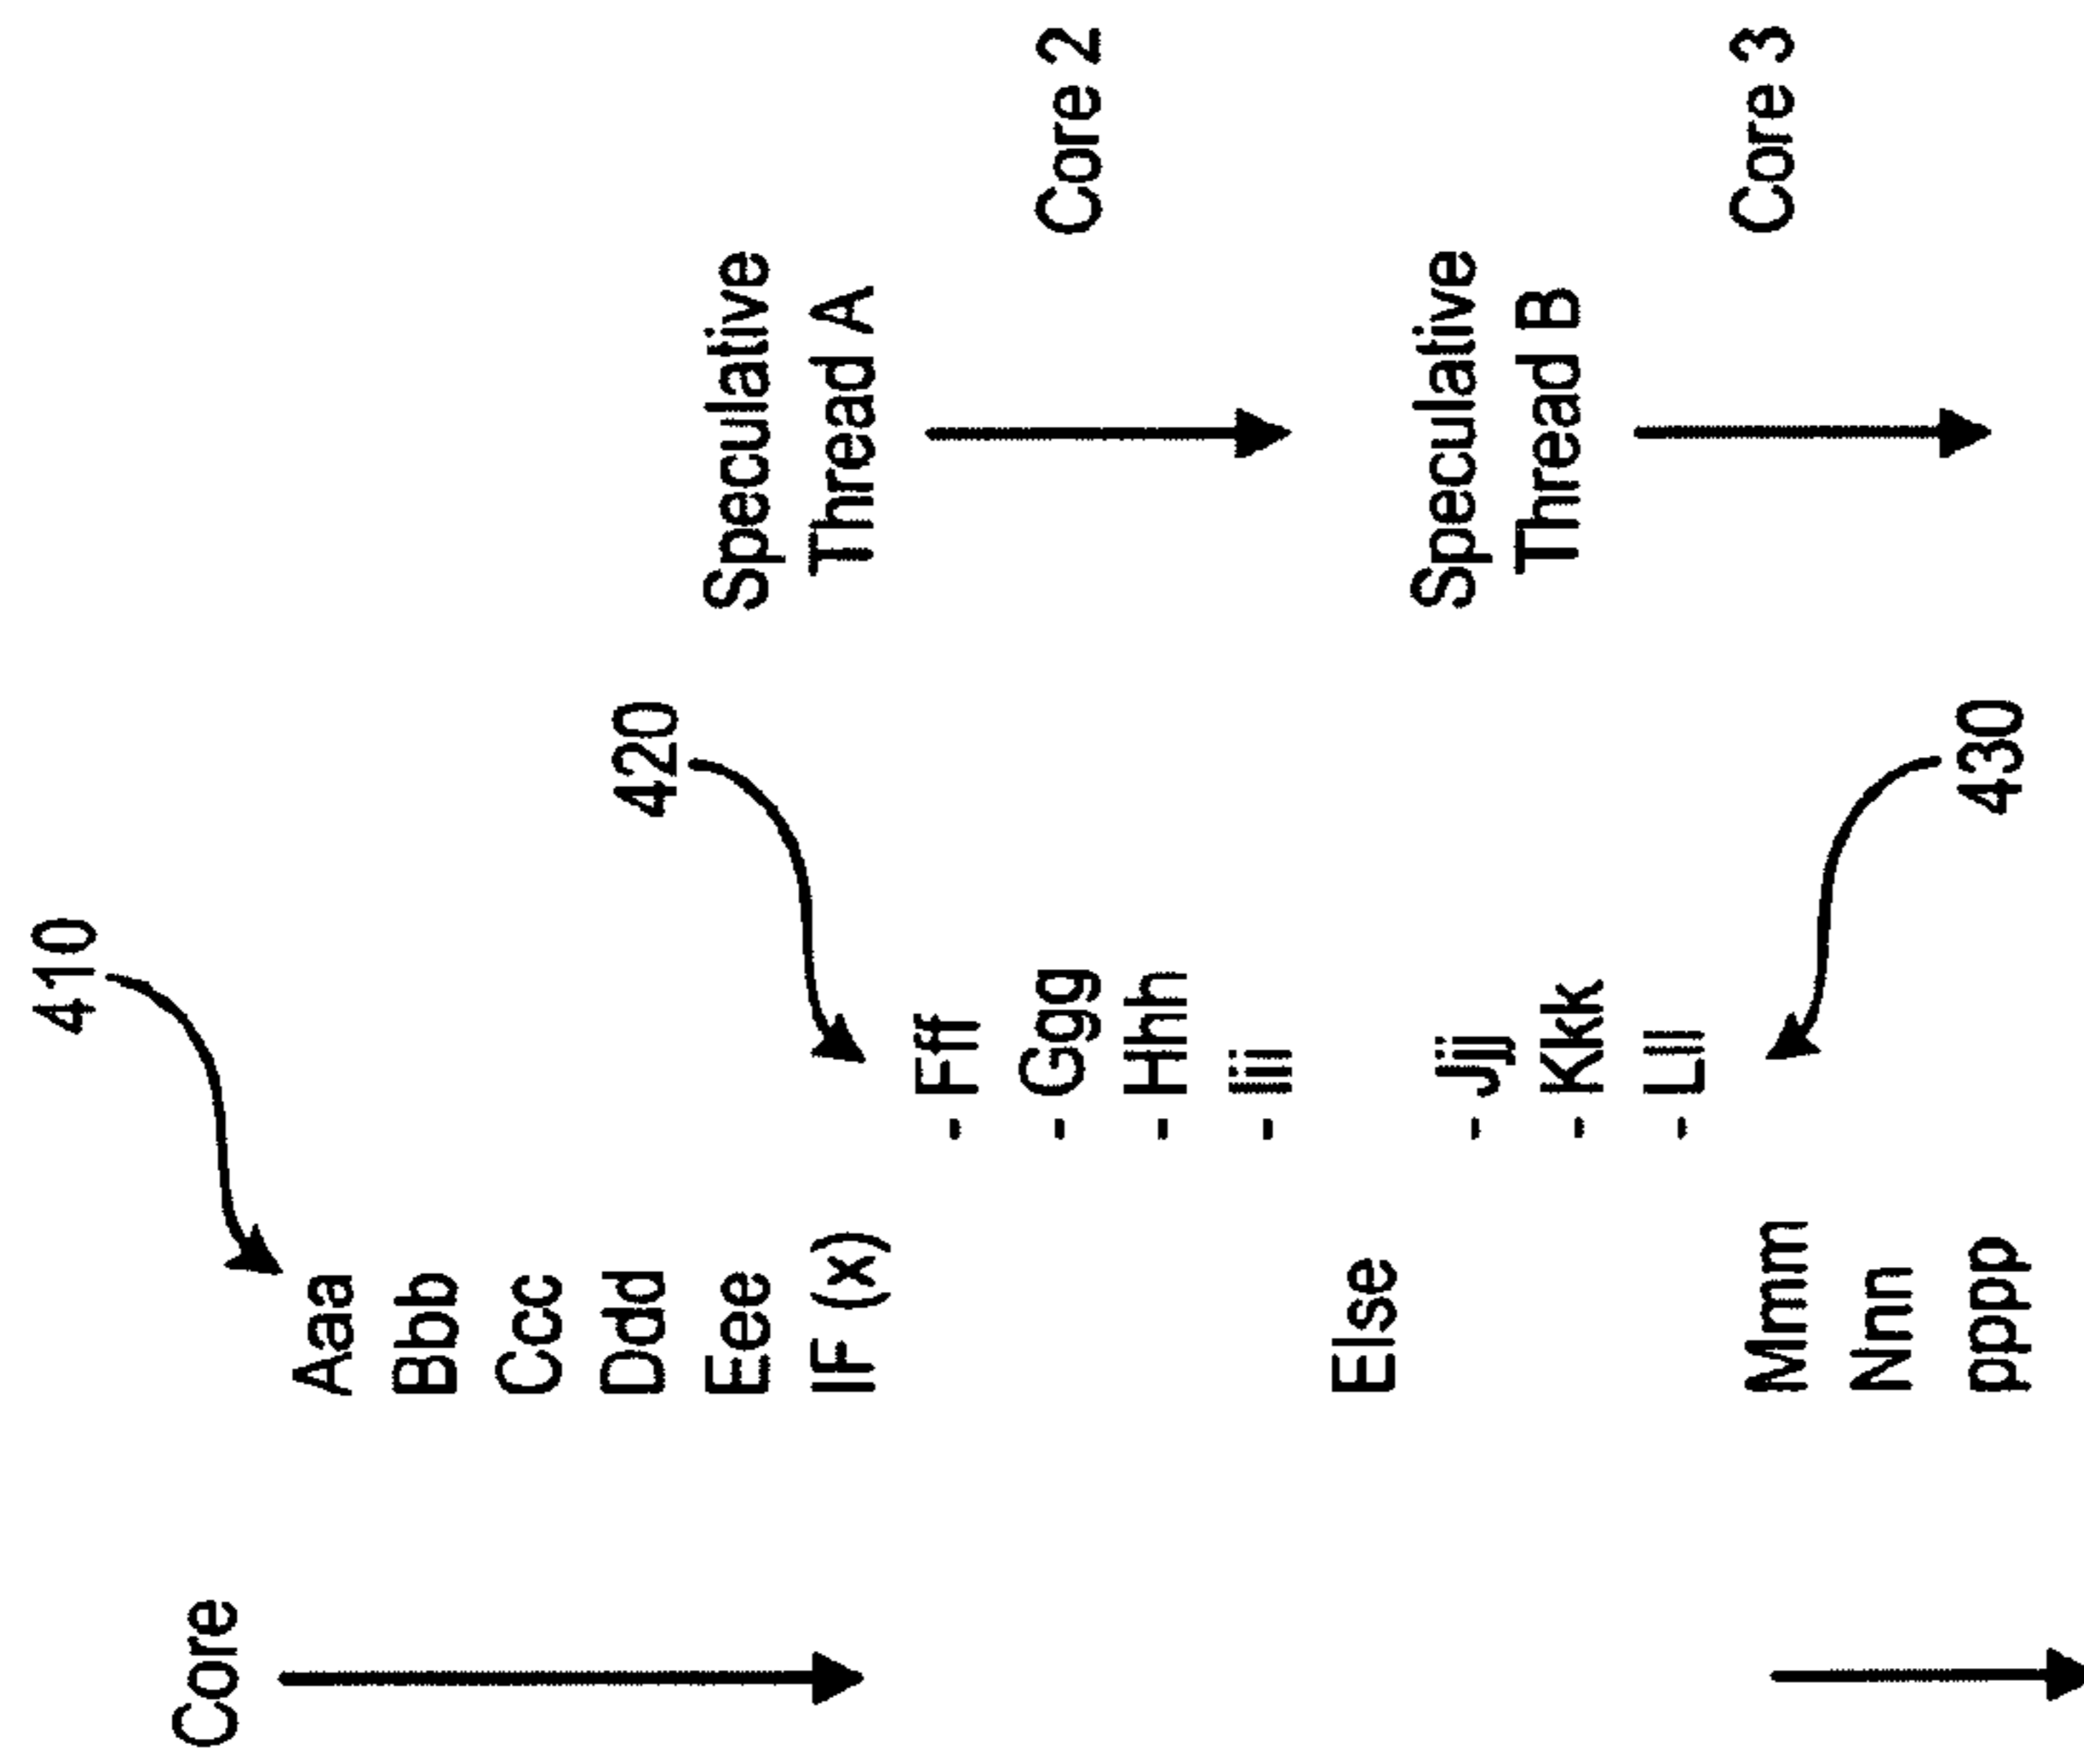 410
Core
Aaa
Bbb
Ccc
Ddd
420
Eee
Speculative
IF (x)
Thread A
- Fff
- Ggg
Core 2
- Hhh
- Iii
Else
Speculative
- Jjj
Thread B
- Kkk
- Lll
Mmm
Core 3
Nnn
pppp
430